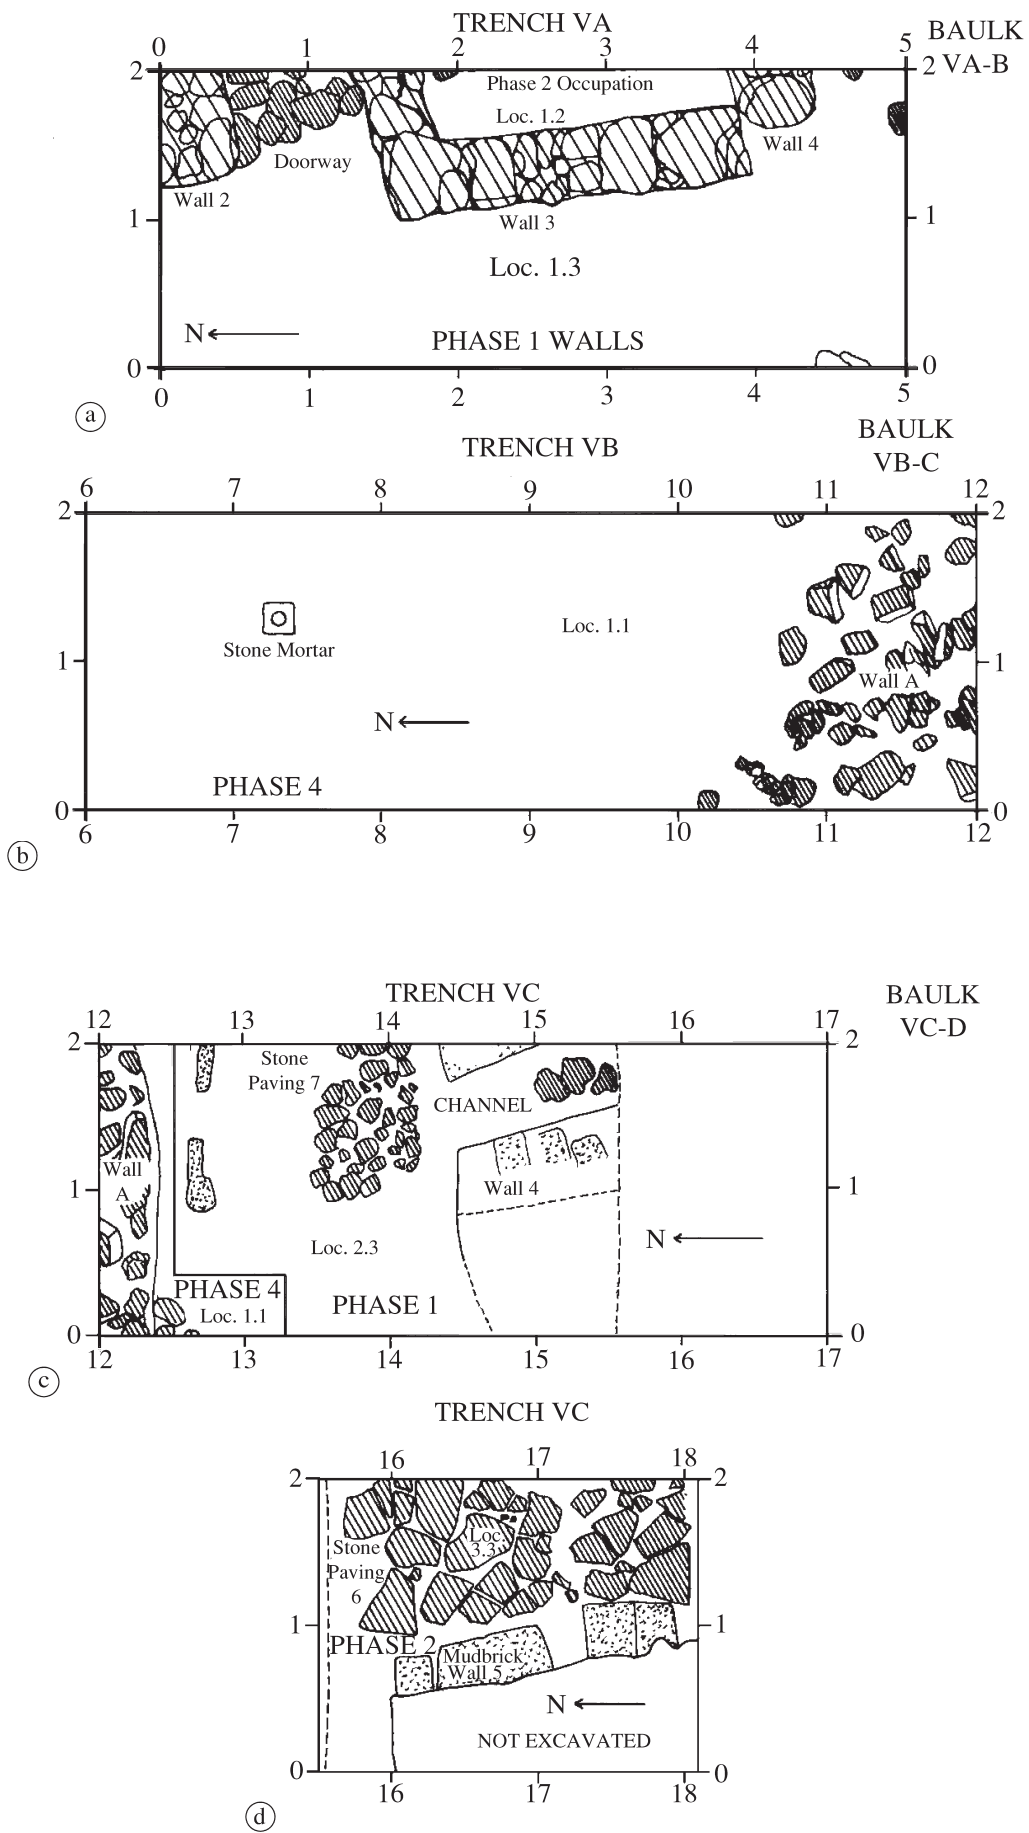 TRENCH VA
BAULK
VA-B
0 1 2 3 4 5
2 2
Phase 2 Occupation
Loc. 1.2
Doorway
Wall 4
Wall 2
1 1
Wall 3
Loc. 1.3
N
PHASE 1 WALLS
0 0
0 1 2 3 4 5
a
TRENCH VB
BAULK
VB-C
6 7 8 9 10 11 12
2 2
Loc. 1.1
Stone Mortar
1 1
Wall A
N
PHASE 4
0 0
6 7 8 9 10 11 12
b
TRENCH VC
BAULK
VC-D
12 13 14 15 16 17
2 2
Stone
Paving 7
CHANNEL
Wall
A
Wall 4
1 1
N
Loc. 2.3
PHASE 4
Loc. 1.1
PHASE 1
0 0
12 13 14 15 16 17
c
TRENCH VC
16 17 18
2 2
Loc.
3.3
Stone
Paving
6
1 1
PHASE 2
Mudbrick
Wall 5
N
NOT EXCAVATED
0 0
16 17 18
d